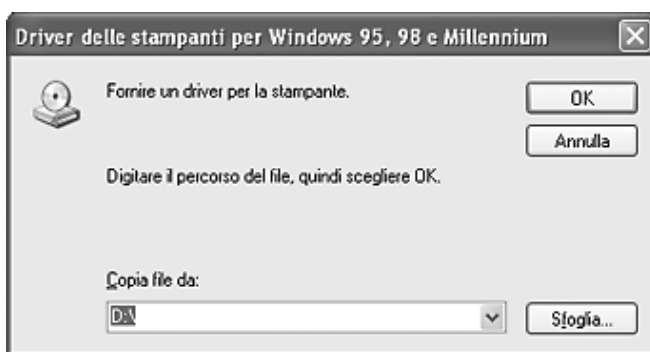 Driver delle stampanti per Windows 95, 98 e Millennium
Fornire un driver per la stampante.
OK
Annulla
Digitare il percorso del file, quindi scegliere OK.
Copia file da:
D:\
Sfoglia...